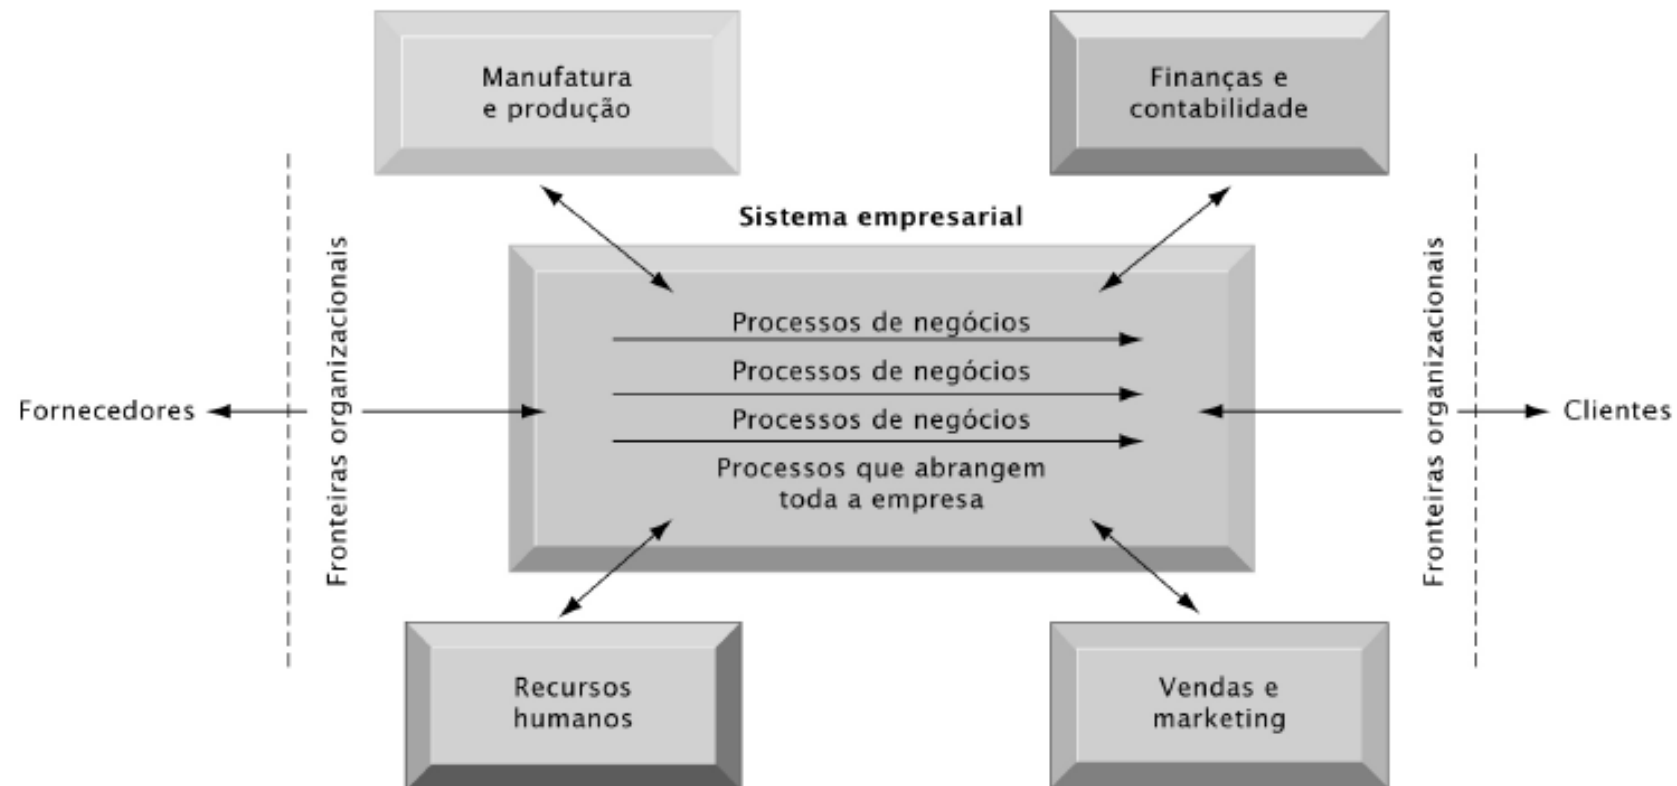 Manufatura
e produção
Finanças e
contabilidade
Sistema empresarial
Fronteiras organizacionais
Processos de negócios
Processos de negócios
Processos de negócios
Processos que abrangem
toda a empresa
Fornecedores
Fronteiras organizacionais
Clientes
Recursos
humanos
Vendas e
marketing